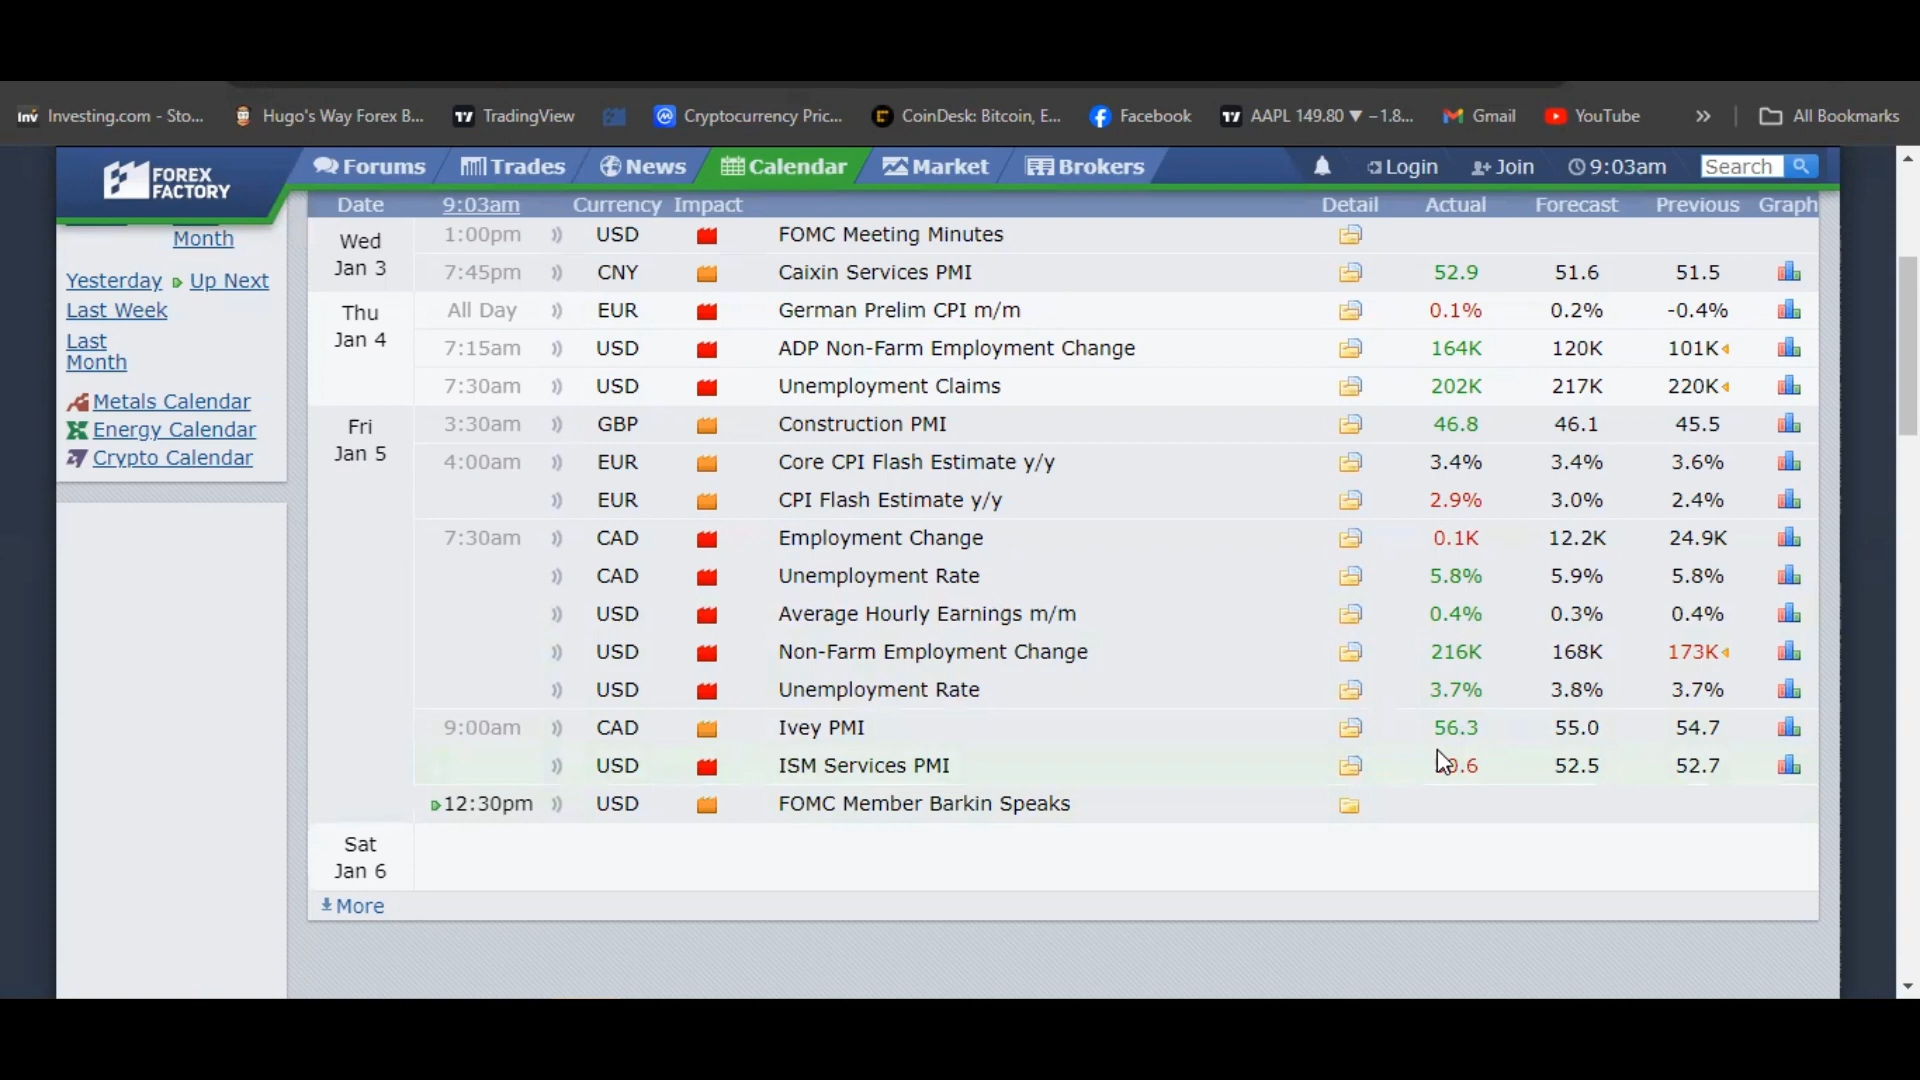 Investing.com - Sto... Hugo's Way Forex B... TradingView Cryptocurrency Pric... CoinDesk: Bitcoin, E... Facebook AAPL 149.80 ▼ −1.8... Gmail YouTube » All Bookmarks
FOREX FACTORY Forums Trades News Calendar Market Brokers Login Join 9:03am Search
Date 9:03am Currency Impact Detail Actual Forecast Previous Graph
Month
Yesterday Up Next
Last Week
Last
Month
Metals Calendar
Energy Calendar
Crypto Calendar
Wed
Jan 3
1:00pm USD FOMC Meeting Minutes
7:45pm CNY Caixin Services PMI 52.9 51.6 51.5
Thu
Jan 4
All Day EUR German Prelim CPI m/m 0.1% 0.2% -0.4%
7:15am USD ADP Non-Farm Employment Change 164K 120K 101K
7:30am USD Unemployment Claims 202K 217K 220K
Fri
Jan 5
3:30am GBP Construction PMI 46.8 46.1 45.5
4:00am EUR Core CPI Flash Estimate y/y 3.4% 3.4% 3.6%
EUR CPI Flash Estimate y/y 2.9% 3.0% 2.4%
7:30am CAD Employment Change 0.1K 12.2K 24.9K
CAD Unemployment Rate 5.8% 5.9% 5.8%
USD Average Hourly Earnings m/m 0.4% 0.3% 0.4%
USD Non-Farm Employment Change 216K 168K 173K
USD Unemployment Rate 3.7% 3.8% 3.7%
9:00am CAD Ivey PMI 56.3 55.0 54.7
USD ISM Services PMI 52.5 52.7
12:30pm USD FOMC Member Barkin Speaks
Sat
Jan 6
More